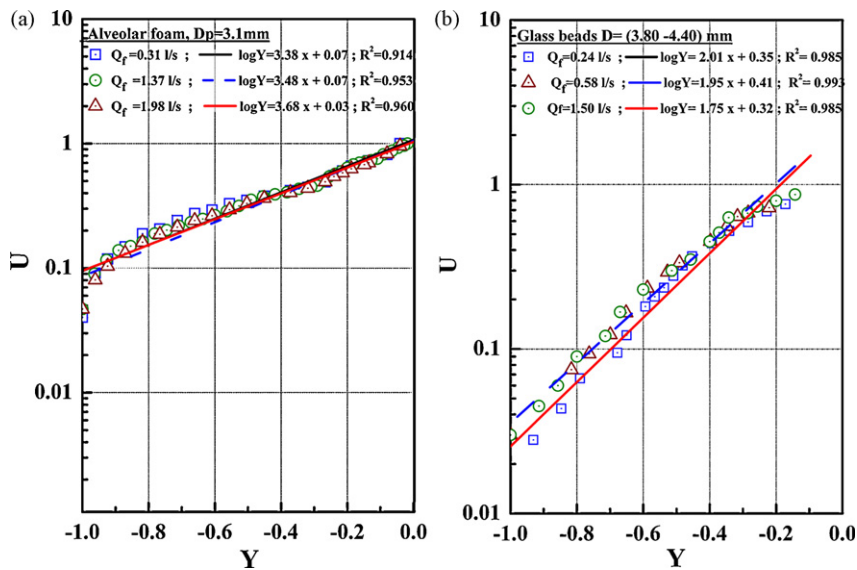 (a)
Alveolar foam, Dp=3.1mm
Q_f =0.31 l/s ; logY=3.38 x + 0.07 ; R²=0.914
Q_f =1.37 l/s ; logY=3.48 x + 0.07; R²=0.953
Q_f =1.98 l/s ; logY=3.68 x + 0.03 ; R²=0.960
10
1
0.1
0.01
U
-1.0 -0.8 -0.6 -0.4 -0.2 0.0
Y
(b)
Glass beads D= (3.80 -4.40) mm
Q_f=0.24 l/s ; logY= 2.01 x + 0.35 ; R²= 0.985
Q_f=0.58 l/s ; logY=1.95 x + 0.41 ; R²= 0.993
Qf=1.50 l/s ; logY= 1.75 x + 0.32 ; R²= 0.985
10
1
0.1
0.01
U
-1.0 -0.8 -0.6 -0.4 -0.2 0.0
Y